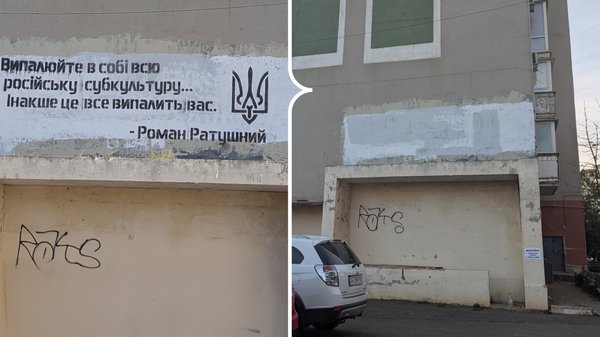 Випалюйте в собі всю
російську субкультуру...
Інакше це все випалить вас.
-Роман Ратушний